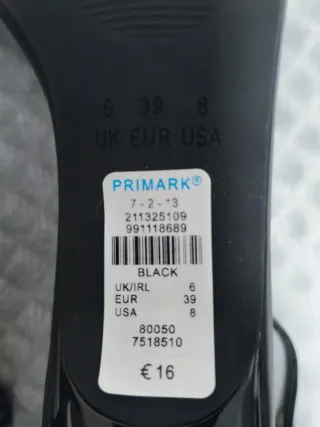 6 39 8
UK EUR USA
PRIMARK®
7-2-*3
211325109
991118689
BLACK
UK/IRL 6
EUR 39
USA 8
80050
7518510
€16